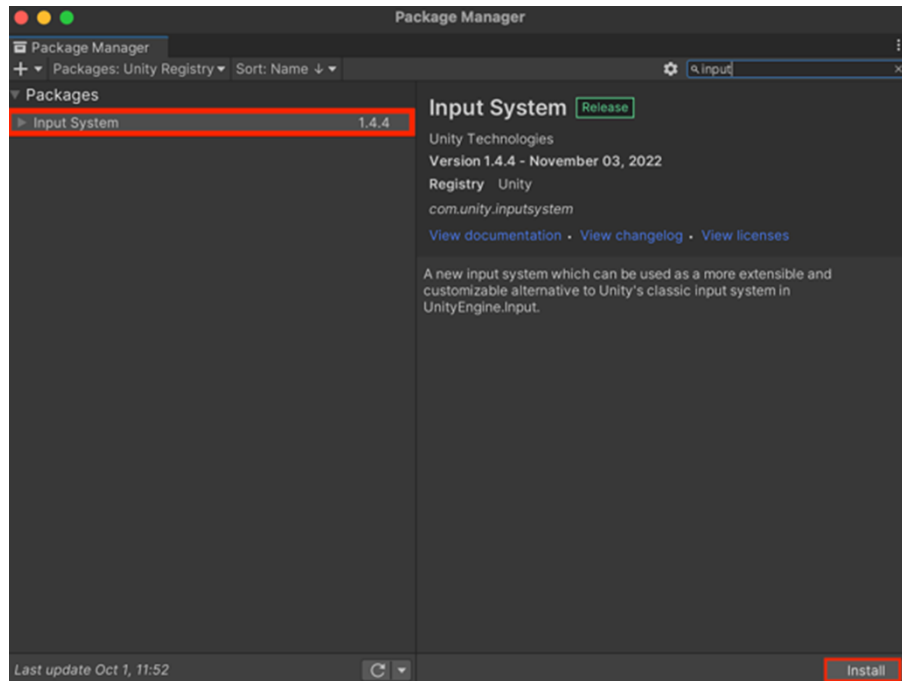 Package Manager
Package Manager
Packages: Unity Registry Sort: Name ↓ input
Packages
Input System 1.4.4
Input System Release
Unity Technologies
Version 1.4.4 - November 03, 2022
Registry Unity
com.unity.inputsystem
View documentation • View changelog • View licenses
A new input system which can be used as a more extensible and
customizable alternative to Unity's classic input system in
UnityEngine.Input.
Last update Oct 1, 11:52
Install